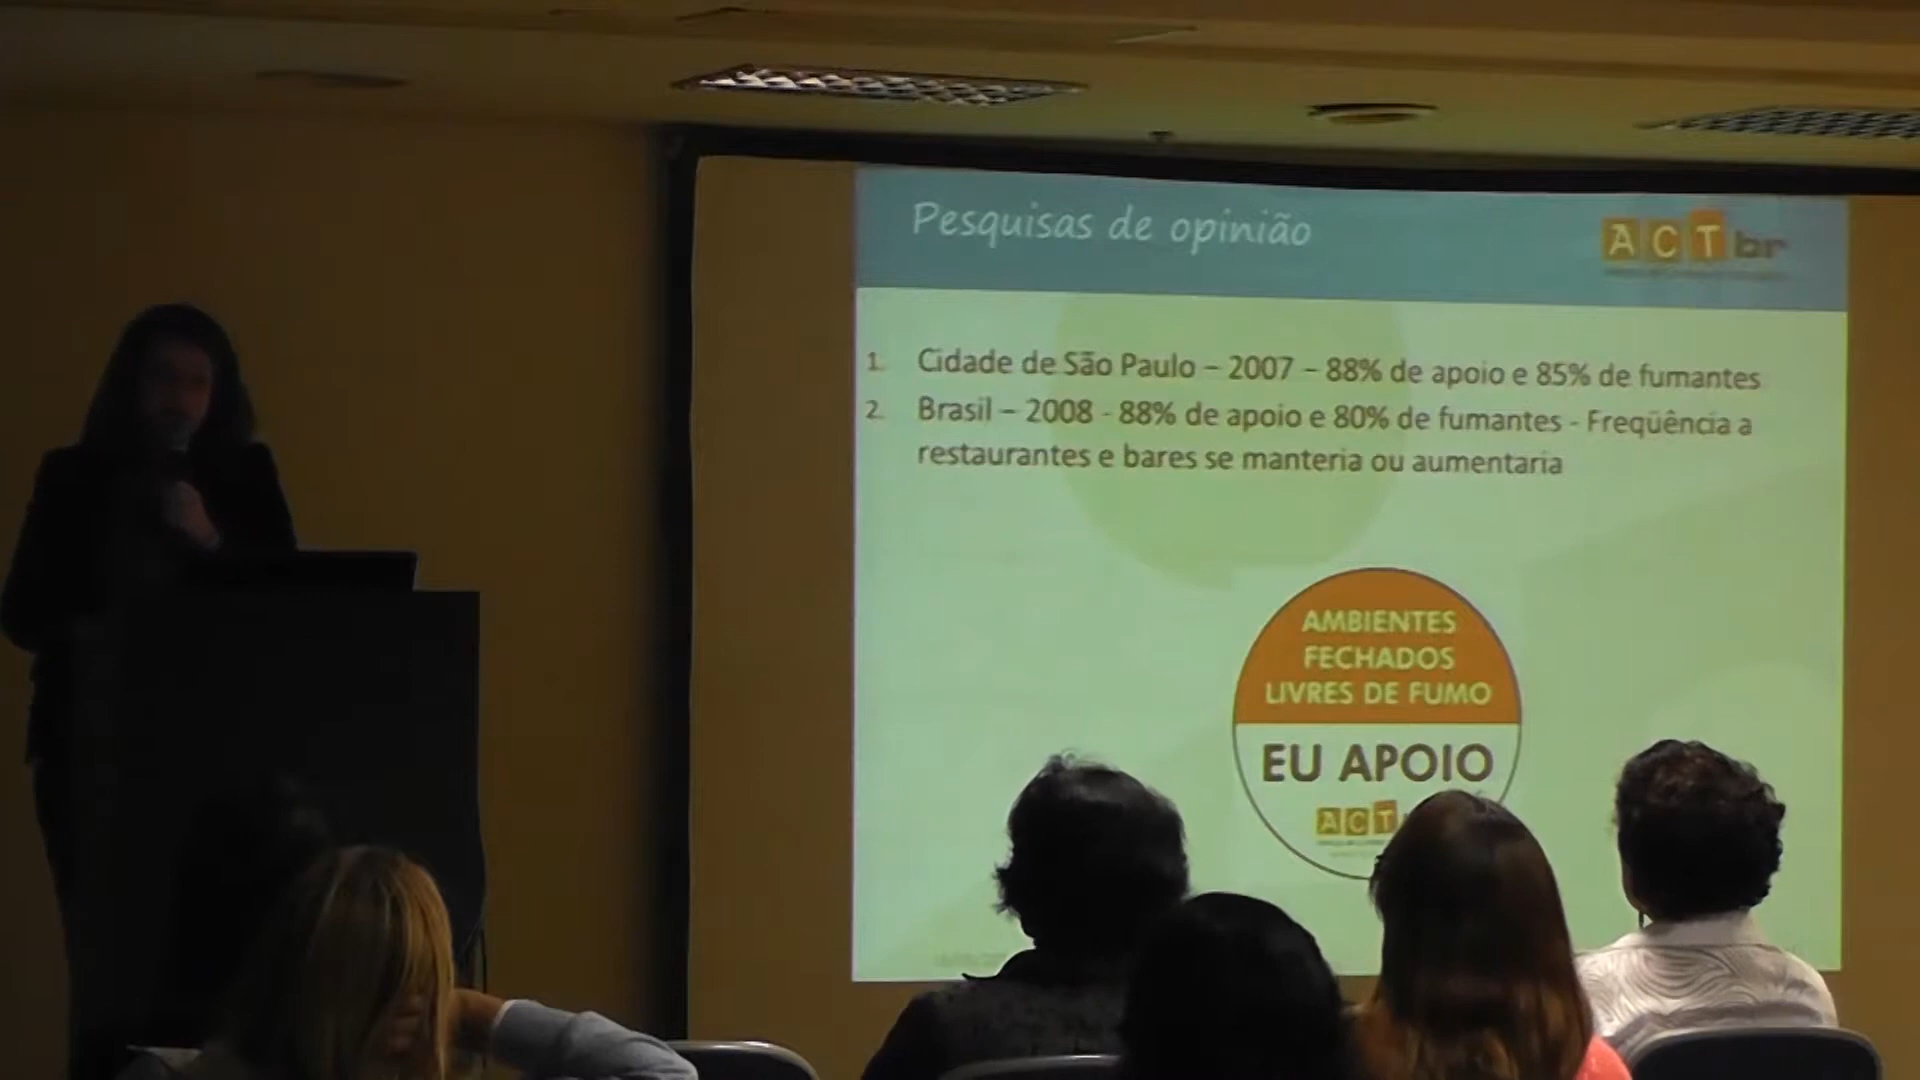 Pesquisas de opinião
ACTbr
1. Cidade de São Paulo – 2007 – 88% de apoio e 85% de fumantes
2. Brasil – 2008 - 88% de apoio e 80% de fumantes - Freqüência a
restaurantes e bares se manteria ou aumentaria
AMBIENTES
FECHADOS
LIVRES DE FUMO
EU APOIO
ACT